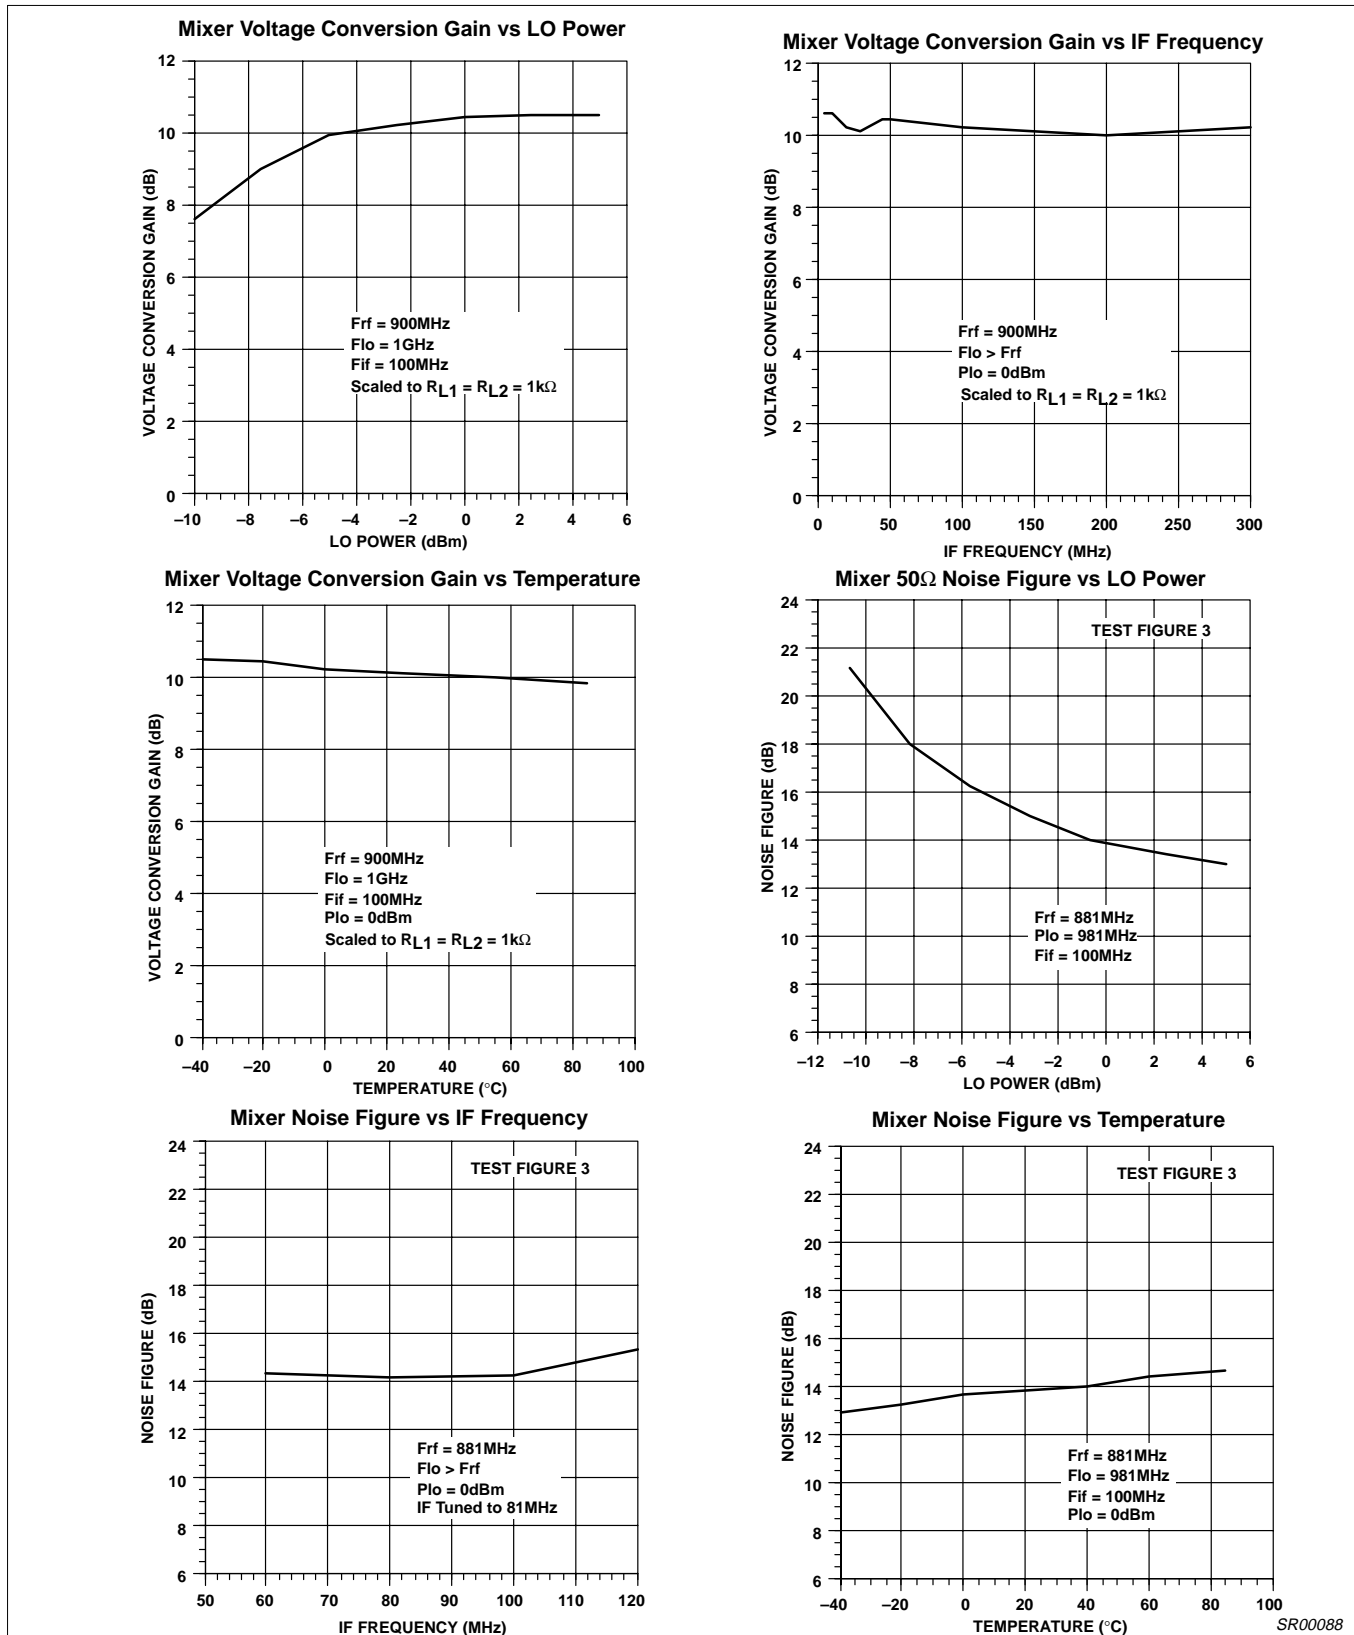 Mixer Voltage Conversion Gain vs LO Power
12
10
8
6
4
2
0
VOLTAGE CONVERSION GAIN (dB)
Frf = 900MHz
Flo = 1GHz
Fif = 100MHz
Scaled to RL1 = RL2 = 1kΩ
–10 –8 –6 –4 –2 0 2 4 6
LO POWER (dBm)
Mixer Voltage Conversion Gain vs IF Frequency
12
10
8
6
4
2
0
VOLTAGE CONVERSION GAIN (dB)
Frf = 900MHz
Flo > Frf
Plo = 0dBm
Scaled to RL1 = RL2 = 1kΩ
0 50 100 150 200 250 300
IF FREQUENCY (MHz)
Mixer Voltage Conversion Gain vs Temperature
12
10
8
6
4
2
0
VOLTAGE CONVERSION GAIN (dB)
Frf = 900MHz
Flo = 1GHz
Fif = 100MHz
Plo = 0dBm
Scaled to RL1 = RL2 = 1kΩ
–40 –20 0 20 40 60 80 100
TEMPERATURE (°C)
Mixer 50Ω Noise Figure vs LO Power
24
22
20
18
16
14
12
10
8
6
NOISE FIGURE (dB)
TEST FIGURE 3
Frf = 881MHz
Plo = 981MHz
Fif = 100MHz
–12 –10 –8 –6 –4 –2 0 2 4 6
LO POWER (dBm)
Mixer Noise Figure vs IF Frequency
24
22
20
18
16
14
12
10
8
6
NOISE FIGURE (dB)
TEST FIGURE 3
Frf = 881MHz
Flo > Frf
Plo = 0dBm
IF Tuned to 81MHz
50 60 70 80 90 100 110 120
IF FREQUENCY (MHz)
Mixer Noise Figure vs Temperature
24
22
20
18
16
14
12
10
8
6
NOISE FIGURE (dB)
TEST FIGURE 3
Frf = 881MHz
Flo = 981MHz
Fif = 100MHz
Plo = 0dBm
–40 –20 0 20 40 60 80 100
TEMPERATURE (°C)
SR00088